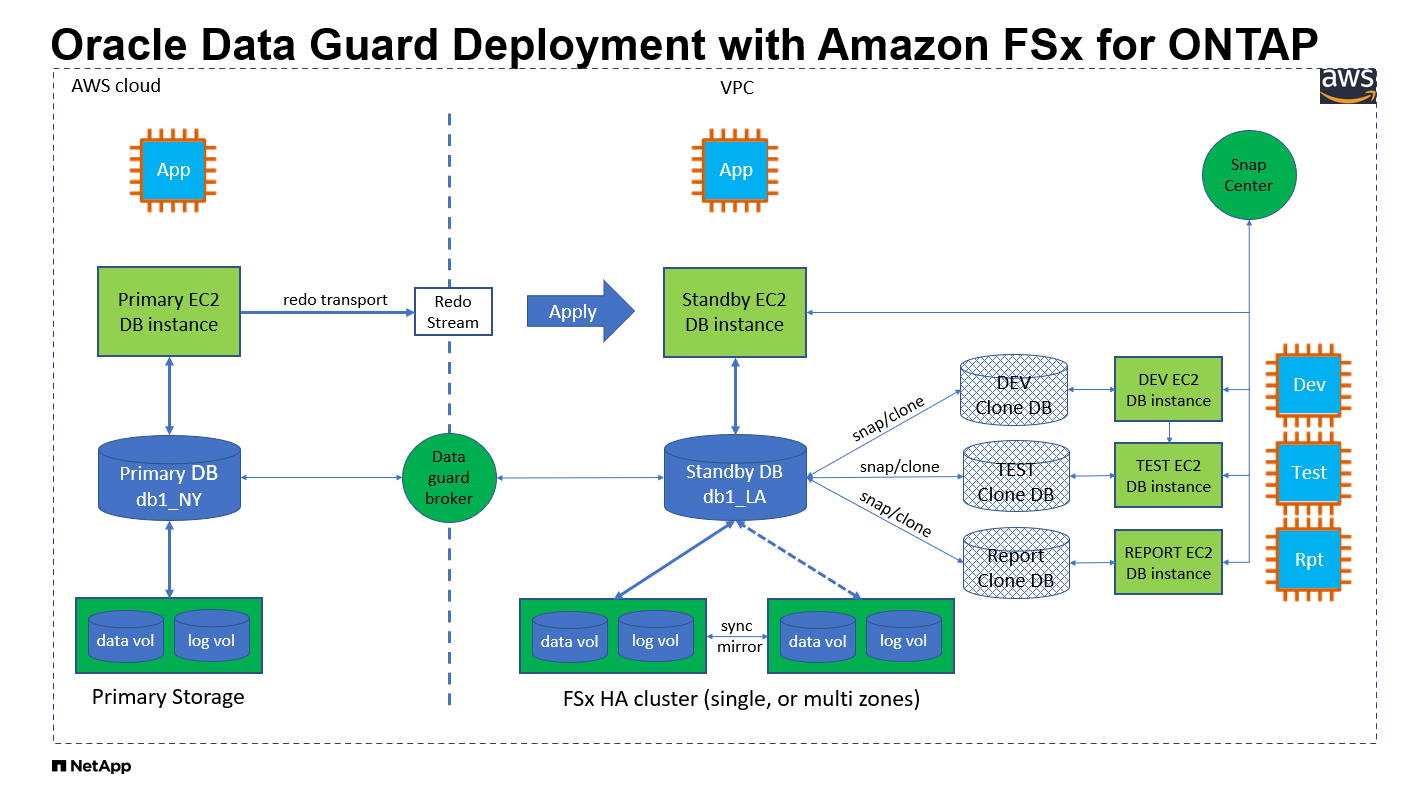 Oracle Data Guard Deployment with Amazon FSx for ONTAP
AWS cloud
VPC
aws
App
App
Snap
Center
Primary EC2
DB instance
redo transport
Redo
Stream
Apply
Standby EC2
DB instance
DEV
Clone DB
DEV EC2
DB instance
Dev
snap/clone
Primary DB
db1_NY
Data
guard
broker
Standby DB
db1_LA
snap/clone
TEST
Clone DB
TEST EC2
DB instance
Test
snap/clone
Report
Clone DB
REPORT EC2
DB instance
Rpt
data vol
log vol
data vol
log vol
sync
mirror
data vol
log vol
Primary Storage
FSx HA cluster (single, or multi zones)
NetApp